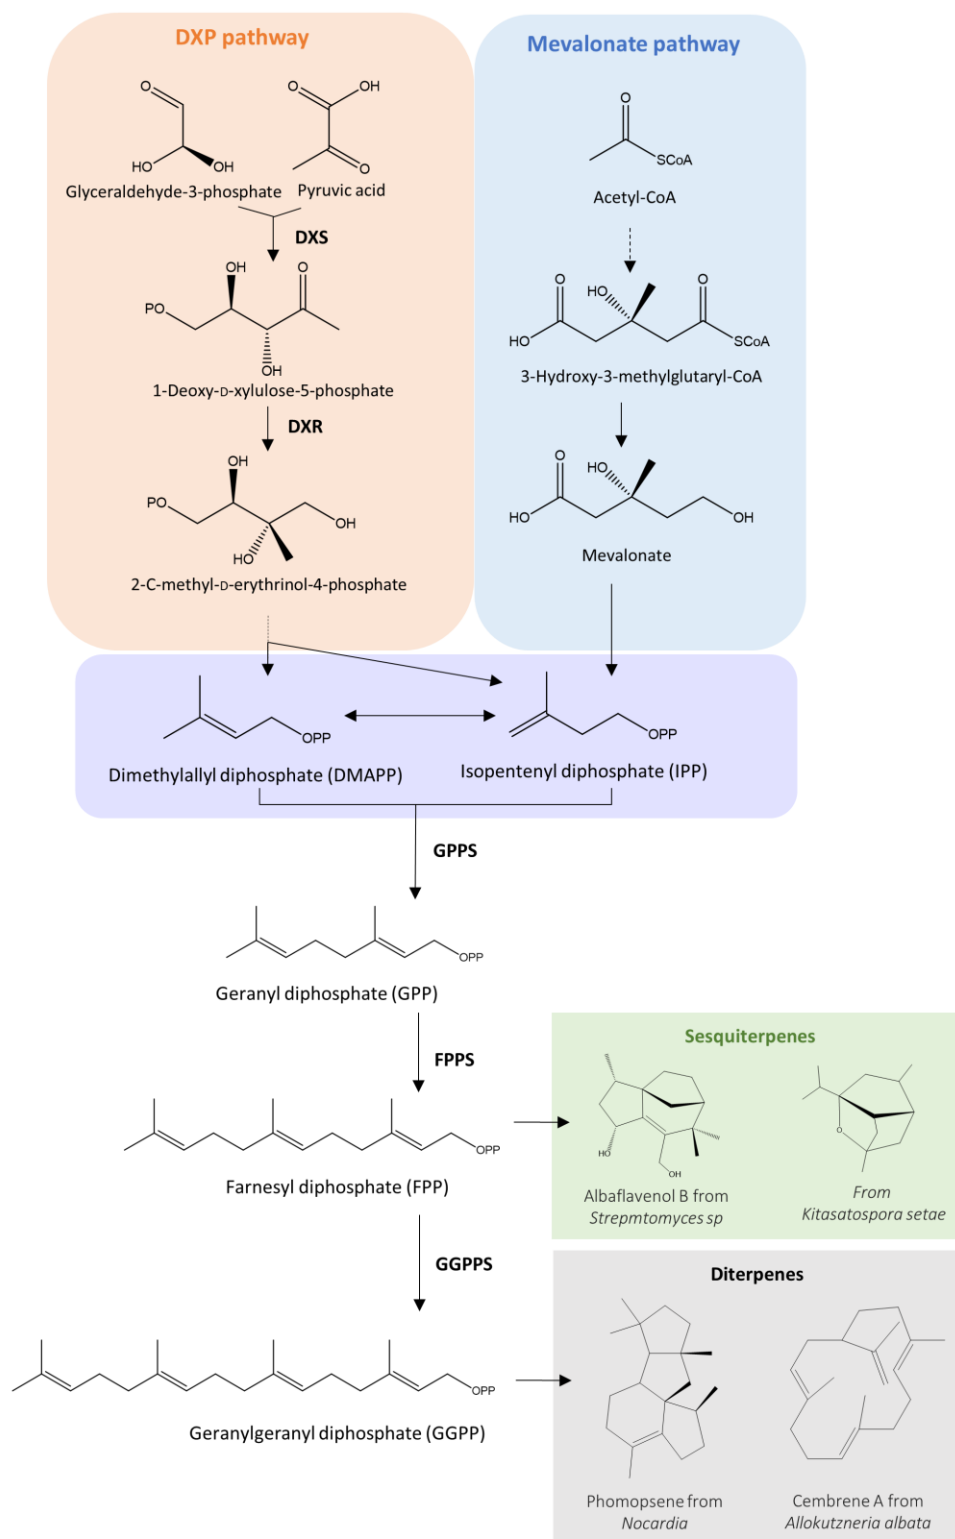 DXP pathway
Mevalonate pathway
O
OH
HO
OH
O
O
O
SCoA
Glyceraldehyde-3-phosphate
Pyruvic acid
Acetyl-CoA
DXS
OH
O
PO
OH
O
HO
O
HO
SCoA
1-Deoxy-D-xylulose-5-phosphate
3-Hydroxy-3-methylglutaryl-CoA
DXR
OH
PO
OH
HO
O
HO
HO
OH
2-C-methyl-D-erythrinol-4-phosphate
Mevalonate
OPP
OPP
Dimethylallyl diphosphate (DMAPP)
Isopentenyl diphosphate (IPP)
GPPS
OPP
Geranyl diphosphate (GPP)
FPPS
Sesquiterpenes
OPP
HO
OH
O
Farnesyl diphosphate (FPP)
Albaflavenol B from
Strepmtomyces sp
From
Kitasatospora setae
GGPPS
Diterpenes
OPP
Geranylgeranyl diphosphate (GGPP)
Phomopsene from
Nocardia
Cembrene A from
Allokutzneria albata